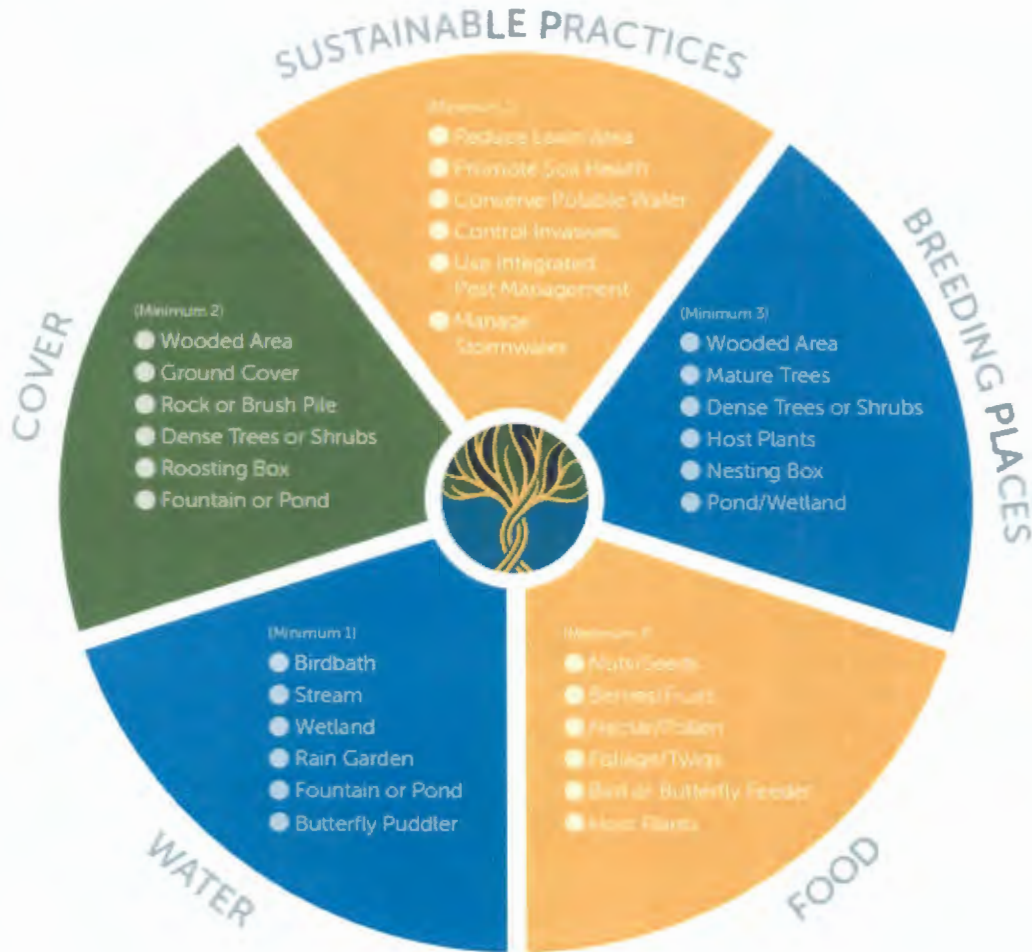 SUSTAINABLE PRACTICES
(Minimum
Reduce Lawn Area
Promote Soil Health
Conserve Potable Water
Control Invasives
Use Integrated
Pest Management
Manage
Stormwater
BREEDING PLACES
(Minimum 3)
Wooded Area
Mature Trees
Dense Trees or Shrubs
Host Plants
Nesting Box
Pond/Wetland
FOOD
(Minimum
Nuts/Seeds
Berries/Fruit
Nectar/Pollen
Foliage/Twigs
Bird or Butterfly Feeder
Host Plants
WATER
(Minimum 1)
Birdbath
Stream
Wetland
Rain Garden
Fountain or Pond
Butterfly Puddler
COVER
(Minimum 2)
Wooded Area
Ground Cover
Rock or Brush Pile
Dense Trees or Shrubs
Roosting Box
Fountain or Pond